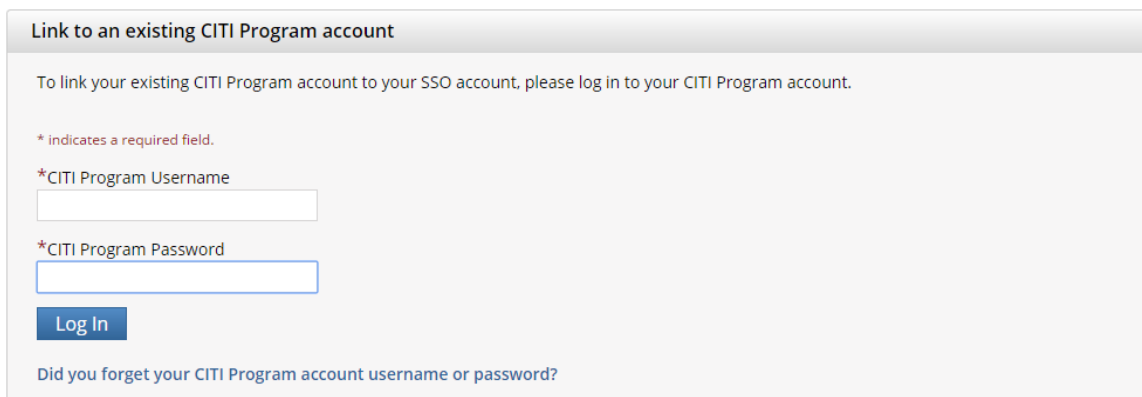 Link to an existing CITI Program account
To link your existing CITI Program account to your SSO account, please log in to your CITI Program account.
* indicates a required field.
*CITI Program Username
*CITI Program Password
Log In
Did you forget your CITI Program account username or password?